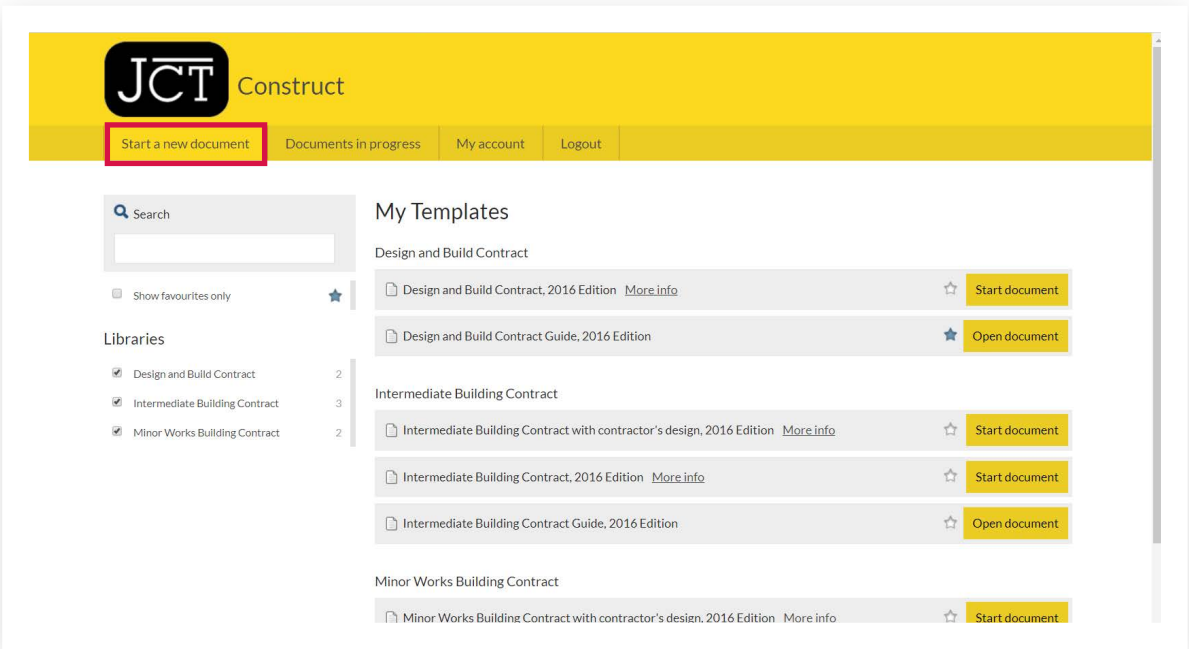 JCT Construct
Start a new document Documents in progress My account Logout
Search
Show favourites only
Libraries
Design and Build Contract 2
Intermediate Building Contract 3
Minor Works Building Contract 2
My Templates
Design and Build Contract
Design and Build Contract, 2016 Edition More info Start document
Design and Build Contract Guide, 2016 Edition Open document
Intermediate Building Contract
Intermediate Building Contract with contractor's design, 2016 Edition More info Start document
Intermediate Building Contract, 2016 Edition More info Start document
Intermediate Building Contract Guide, 2016 Edition Open document
Minor Works Building Contract
Minor Works Building Contract with contractor's design, 2016 Edition More info Start document